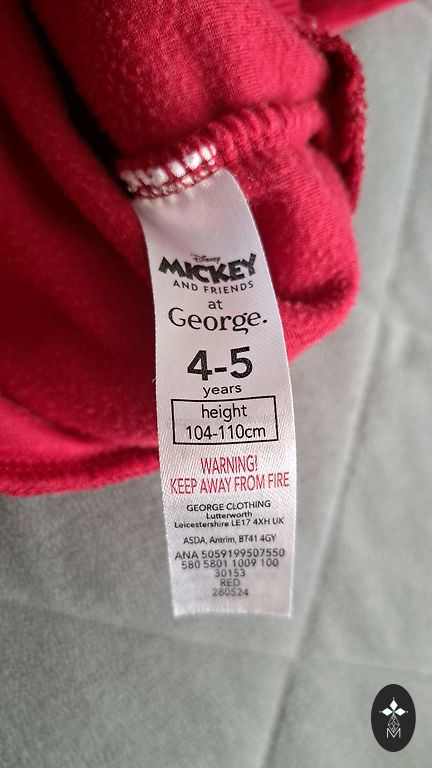 Disney
MICKEY
AND FRIENDS
at
George.
4-5
years
height
104-110cm
WARNING!
KEEP AWAY FROM FIRE
GEORGE CLOTHING
Lutterworth
Leicestershire LE17 4XH UK
ASDA, Antrim, BT41 4GY
ANA 5059199507550
580 5801 1009 100
30153
RED
280524
M